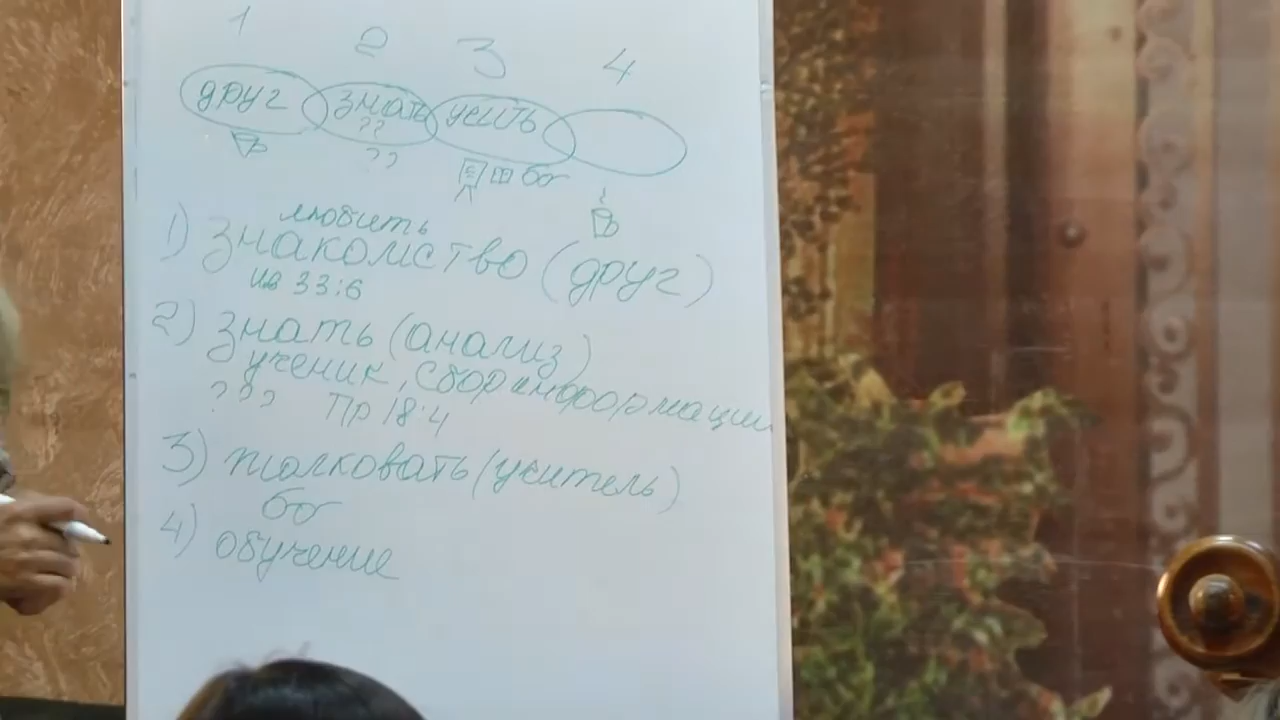 1 2 3 4
друг знать учить
??
??
бог
любить
1) знакомство (друг)
Ив 33:6
2) знать (анализ)
ученик, сбор информации
??? Пр 18:4
3) толковать (учитель)
4) обучение